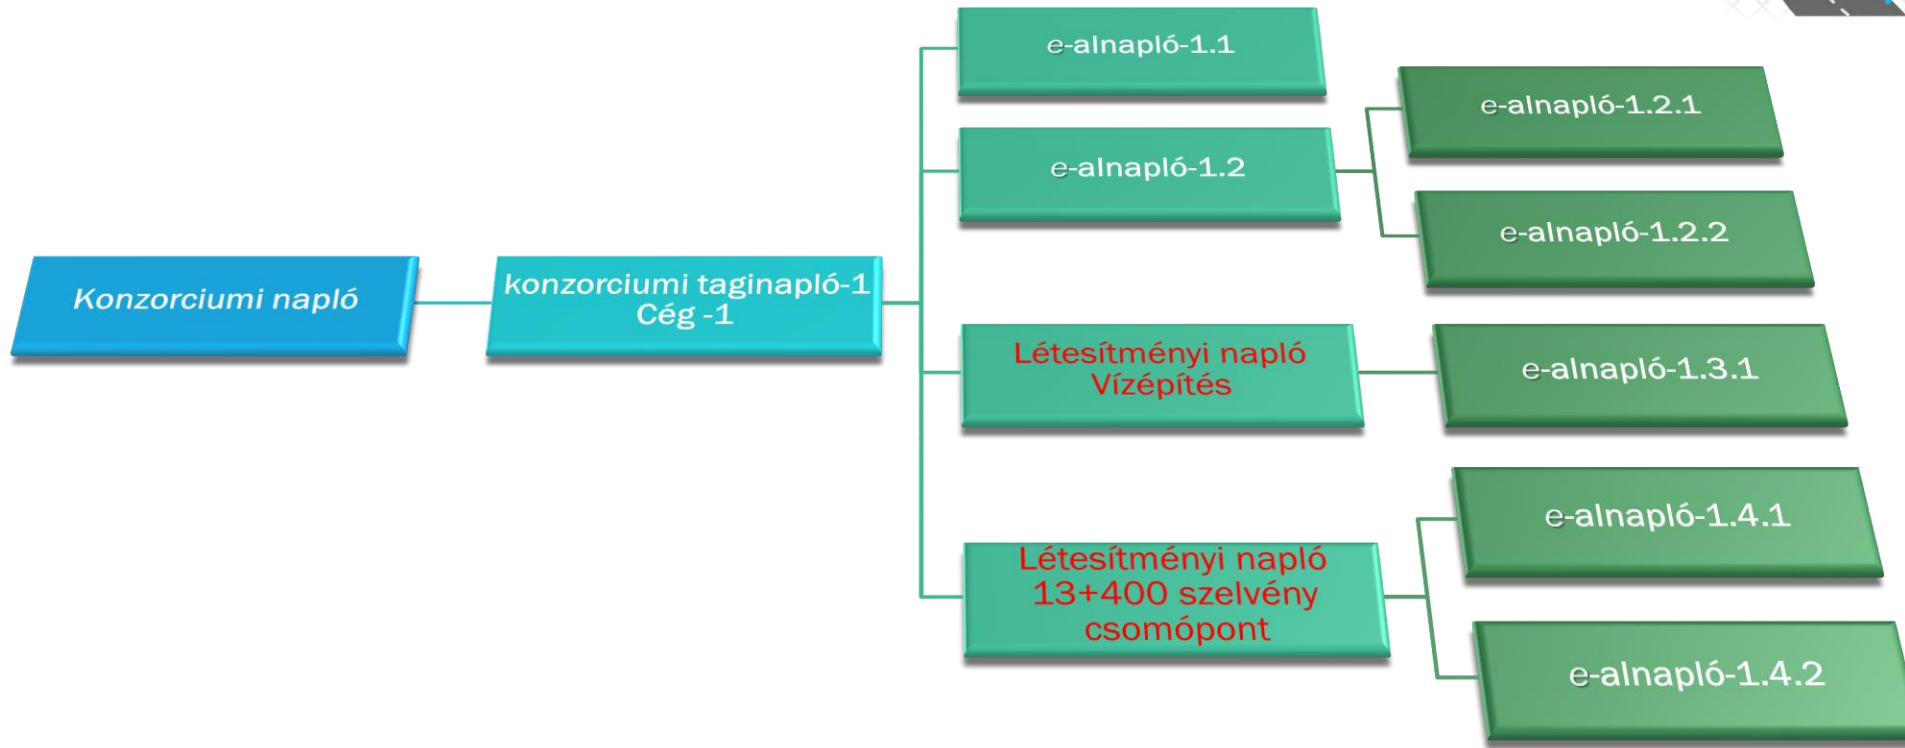 Konzorciumi napló
konzorciumi taginapló-1
Cég -1
e-alnapló-1.1
e-alnapló-1.2
e-alnapló-1.2.1
e-alnapló-1.2.2
Létesítményi napló
Vízépítés
e-alnapló-1.3.1
Létesítményi napló
13+400 szelvény
csomópont
e-alnapló-1.4.1
e-alnapló-1.4.2